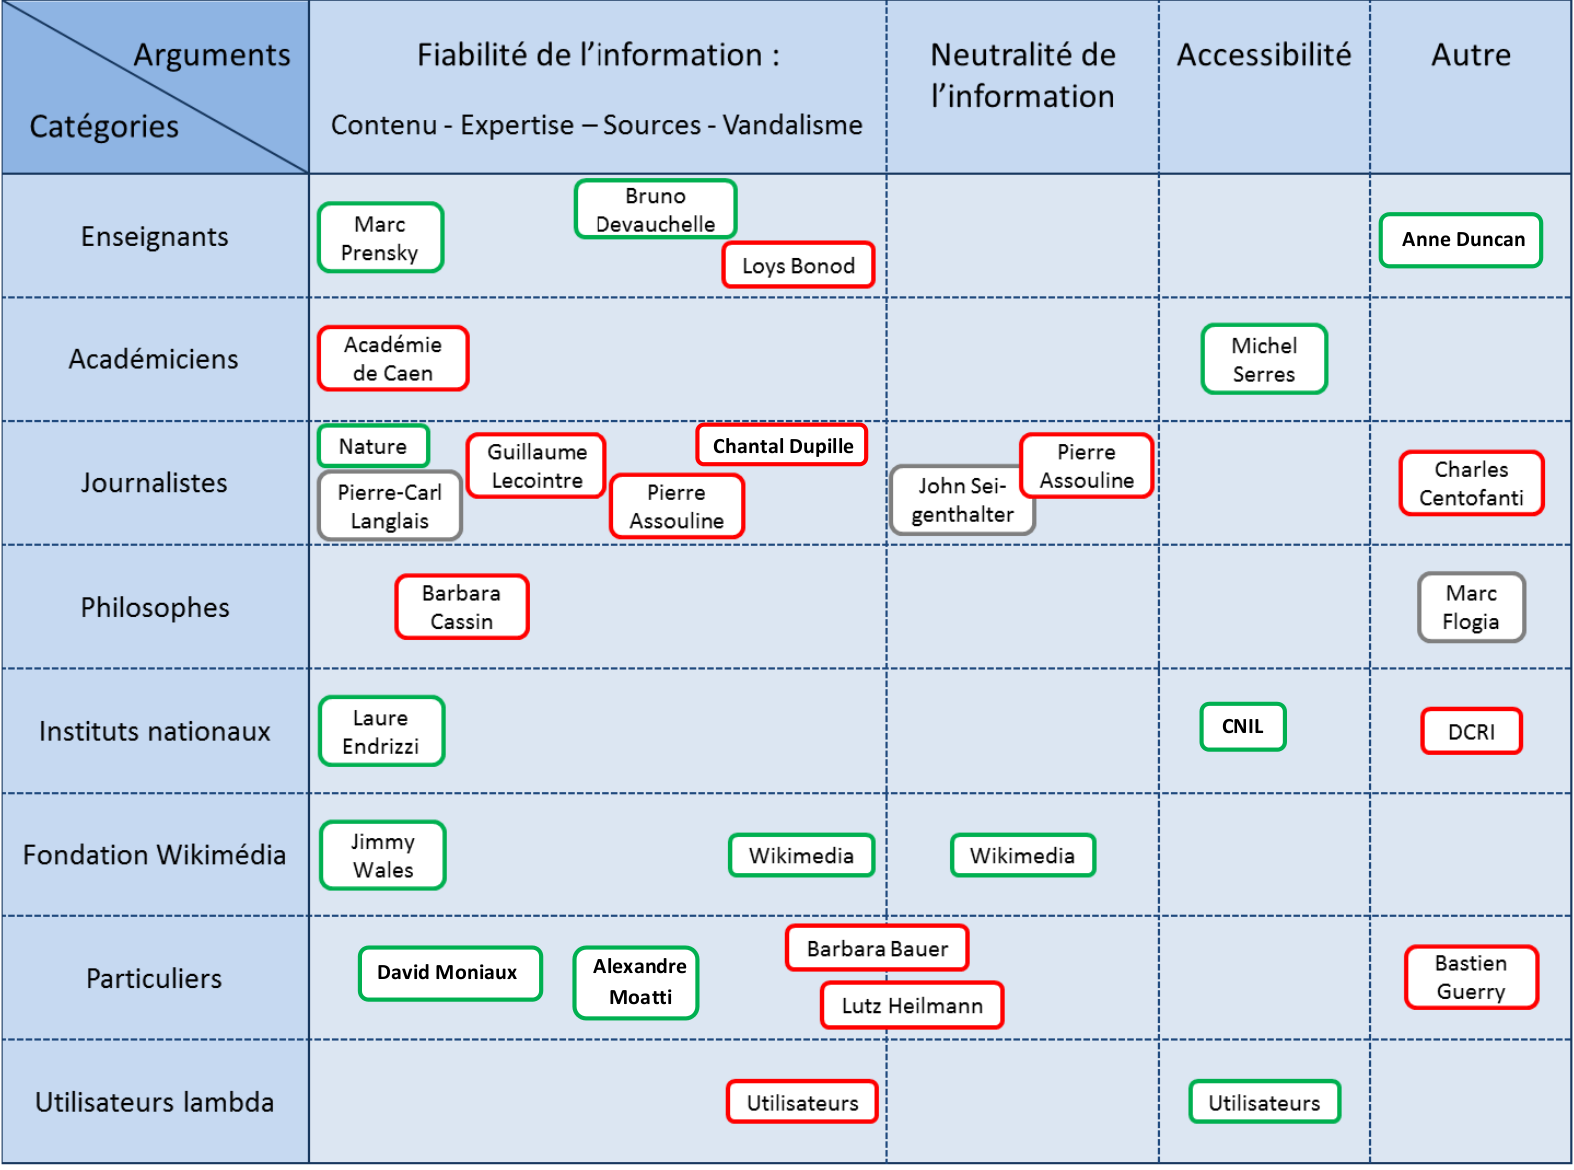 Arguments
Catégories
Fiabilité de l'information :
Contenu - Expertise – Sources - Vandalisme
Neutralité de
l'information
Accessibilité
Autre
Enseignants
Marc
Prensky
Bruno
Devauchelle
Loys Bonod
Anne Duncan
Académiciens
Académie
de Caen
Michel
Serres
Journalistes
Nature
Pierre-Carl
Langlais
Guillaume
Lecointre
Pierre
Assouline
Chantal Dupille
John Sei-
genthalter
Pierre
Assouline
Charles
Centofanti
Philosophes
Barbara
Cassin
Marc
Flogia
Instituts nationaux
Laure
Endrizzi
CNIL
DCRI
Fondation Wikimédia
Jimmy
Wales
Wikimedia
Wikimedia
Particuliers
David Moniaux
Alexandre
Moatti
Barbara Bauer
Lutz Heilmann
Bastien
Guerry
Utilisateurs lambda
Utilisateurs
Utilisateurs